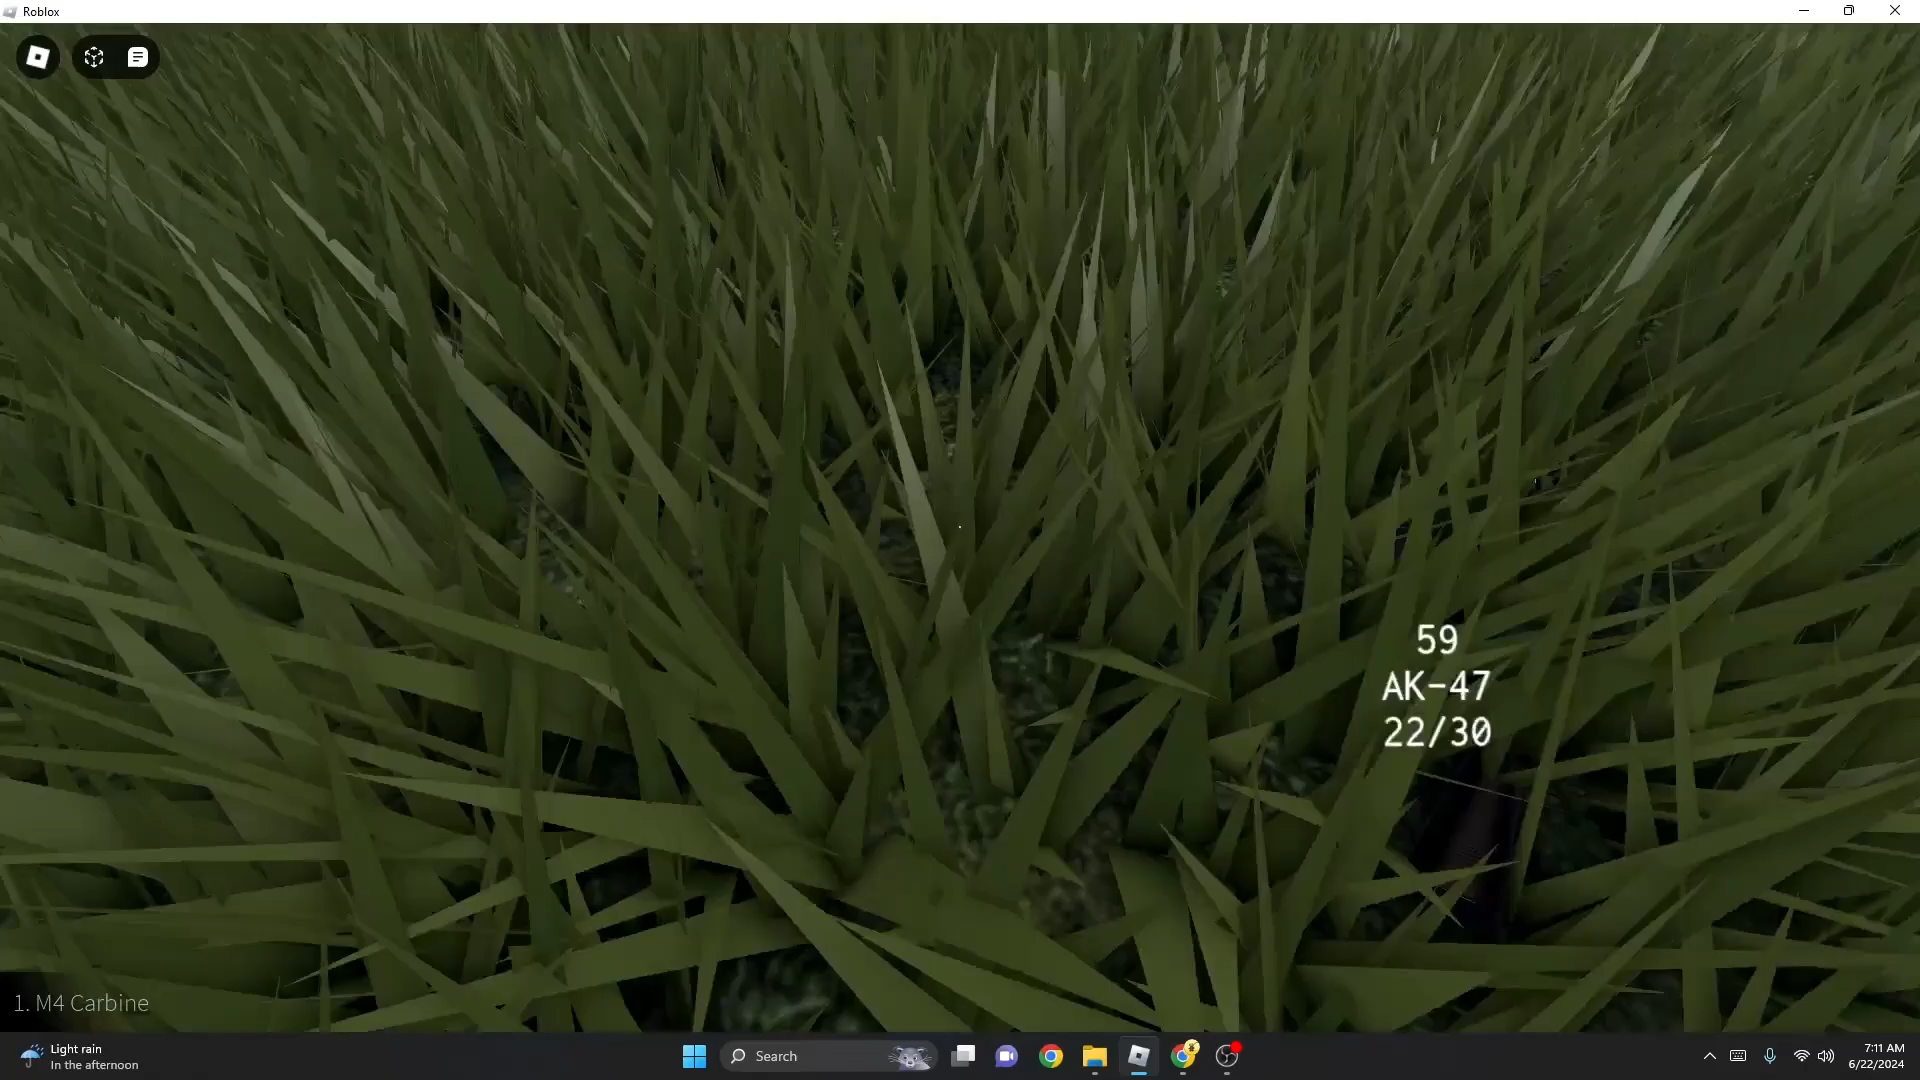 Roblox
59
AK-47
22/30
1. M4 Carbine
Light rain
In the afternoon
Search
7:11 AM
6/22/2024